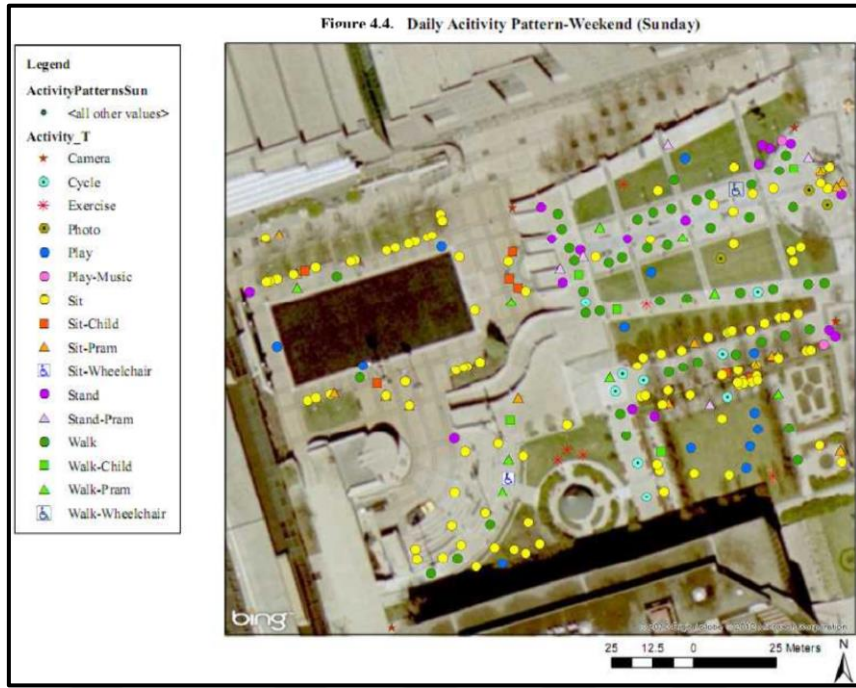 Figure 4.4. Daily Acitivity Pattern-Weekend (Sunday)
Legend
ActivityPatternsSun
<all other values>
Activity_T
Camera
Cycle
Exercise
Photo
Play
Play-Music
Sit
Sit-Child
Sit-Pram
Sit-Wheelchair
Stand
Stand-Pram
Walk
Walk-Child
Walk-Pram
Walk-Wheelchair
bing™
25 12.5 0 25 Meters
N